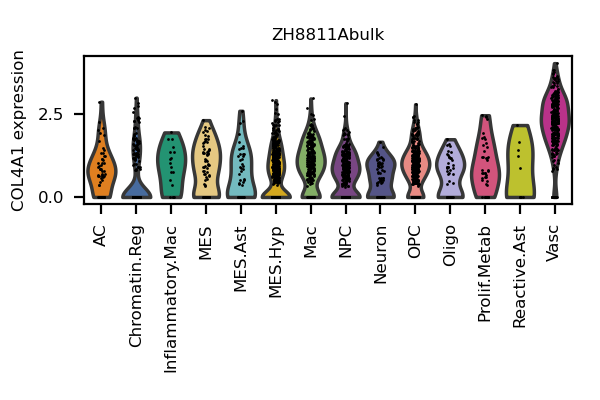 ZH8811Abulk
COL4A1 expression
2.5
0.0
AC
Chromatin.Reg
Inflammatory.Mac
MES
MES.Ast
MES.Hyp
Mac
NPC
Neuron
OPC
Oligo
Prolif.Metab
Reactive.Ast
Vasc